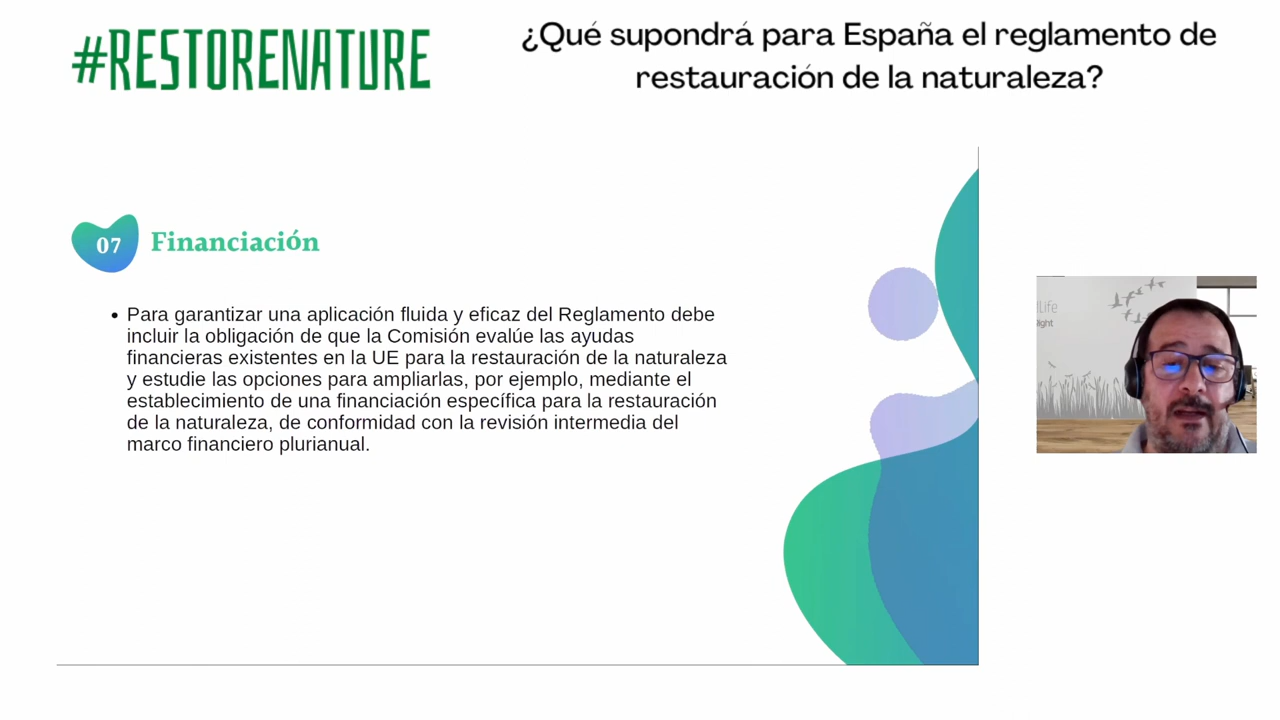 #RESTORENATURE
¿Qué supondrá para España el reglamento de
restauración de la naturaleza?
07 Financiación
• Para garantizar una aplicación fluida y eficaz del Reglamento debe
incluir la obligación de que la Comisión evalúe las ayudas
financieras existentes en la UE para la restauración de la naturaleza
y estudie las opciones para ampliarlas, por ejemplo, mediante el
establecimiento de una financiación específica para la restauración
de la naturaleza, de conformidad con la revisión intermedia del
marco financiero plurianual.
Life